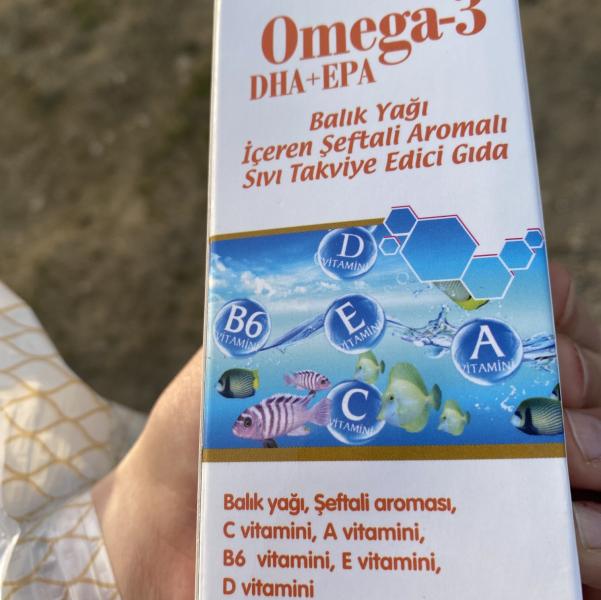 Omega-3
DHA+EPA
Balık Yağı
İçeren Şeftali Aromalı
Sıvı Takviye Edici Gıda
D
VİTAMİNİ
B6
VİTAMİNİ
E
VİTAMİNİ
A
VİTAMİNİ
C
VİTAMİNİ
Balık yağı, Şeftali aroması,
C vitamini, A vitamini,
B6 vitamini, E vitamini,
D vitamini